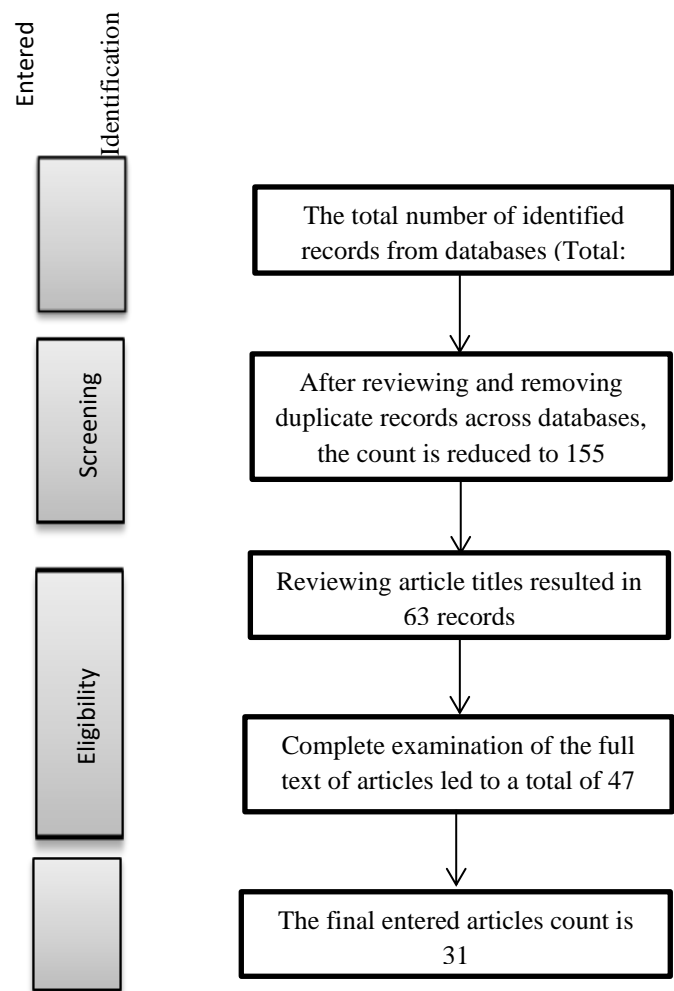 Entered
Identification
The total number of identified
records from databases (Total:
Screening
After reviewing and removing
duplicate records across databases,
the count is reduced to 155
Reviewing article titles resulted in
63 records
Eligibility
Complete examination of the full
text of articles led to a total of 47
The final entered articles count is
31